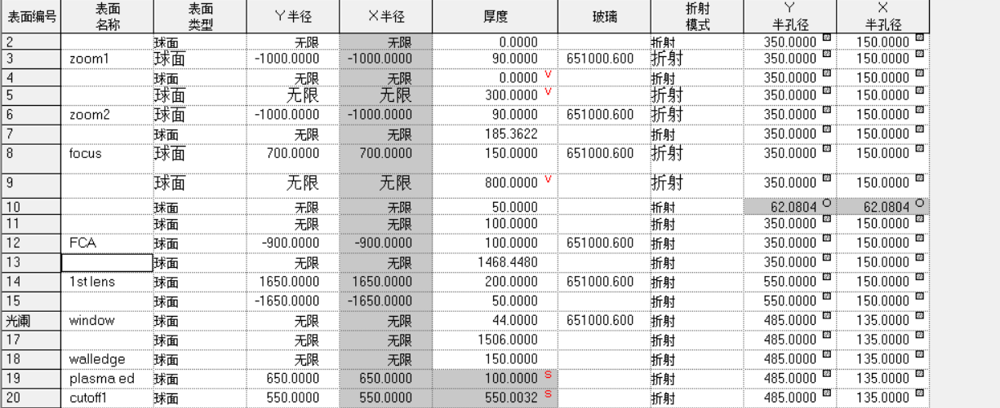 表面编号 表面名称 表面类型 Y 半径 X 半径 厚度 玻璃 折射模式 Y 半孔径 X 半孔径
2 球面 无限 无限 0.0000 折射 350.0000 150.0000
3 zoom1 球面 -1000.0000 -1000.0000 90.0000 651000.600 折射 350.0000 150.0000
4 球面 无限 无限 0.0000 V 折射 350.0000 150.0000
5 球面 无限 无限 300.0000 V 折射 350.0000 150.0000
6 zoom2 球面 -1000.0000 -1000.0000 90.0000 651000.600 折射 350.0000 150.0000
7 球面 无限 无限 185.3622 折射 350.0000 150.0000
8 focus 球面 700.0000 700.0000 150.0000 651000.600 折射 350.0000 150.0000
9 球面 无限 无限 800.0000 V 折射 350.0000 150.0000
10 球面 无限 无限 50.0000 折射 62.0804 O 62.0804 O
11 球面 无限 无限 100.0000 折射 350.0000 150.0000
12 FCA 球面 -900.0000 -900.0000 100.0000 651000.600 折射 350.0000 150.0000
13 球面 无限 无限 1468.4480 折射 350.0000 150.0000
14 1st lens 球面 1650.0000 1650.0000 200.0000 651000.600 折射 550.0000 150.0000
15 球面 -1650.0000 -1650.0000 50.0000 折射 550.0000 150.0000
光阑 window 球面 无限 无限 44.0000 651000.600 折射 485.0000 135.0000
17 球面 无限 无限 1506.0000 折射 485.0000 135.0000
18 walledge 球面 无限 无限 150.0000 折射 485.0000 135.0000
19 plasma ed 球面 650.0000 650.0000 100.0000 S 折射 485.0000 135.0000
20 cutoff1 球面 550.0000 550.0000 550.0032 S 折射 485.0000 135.0000